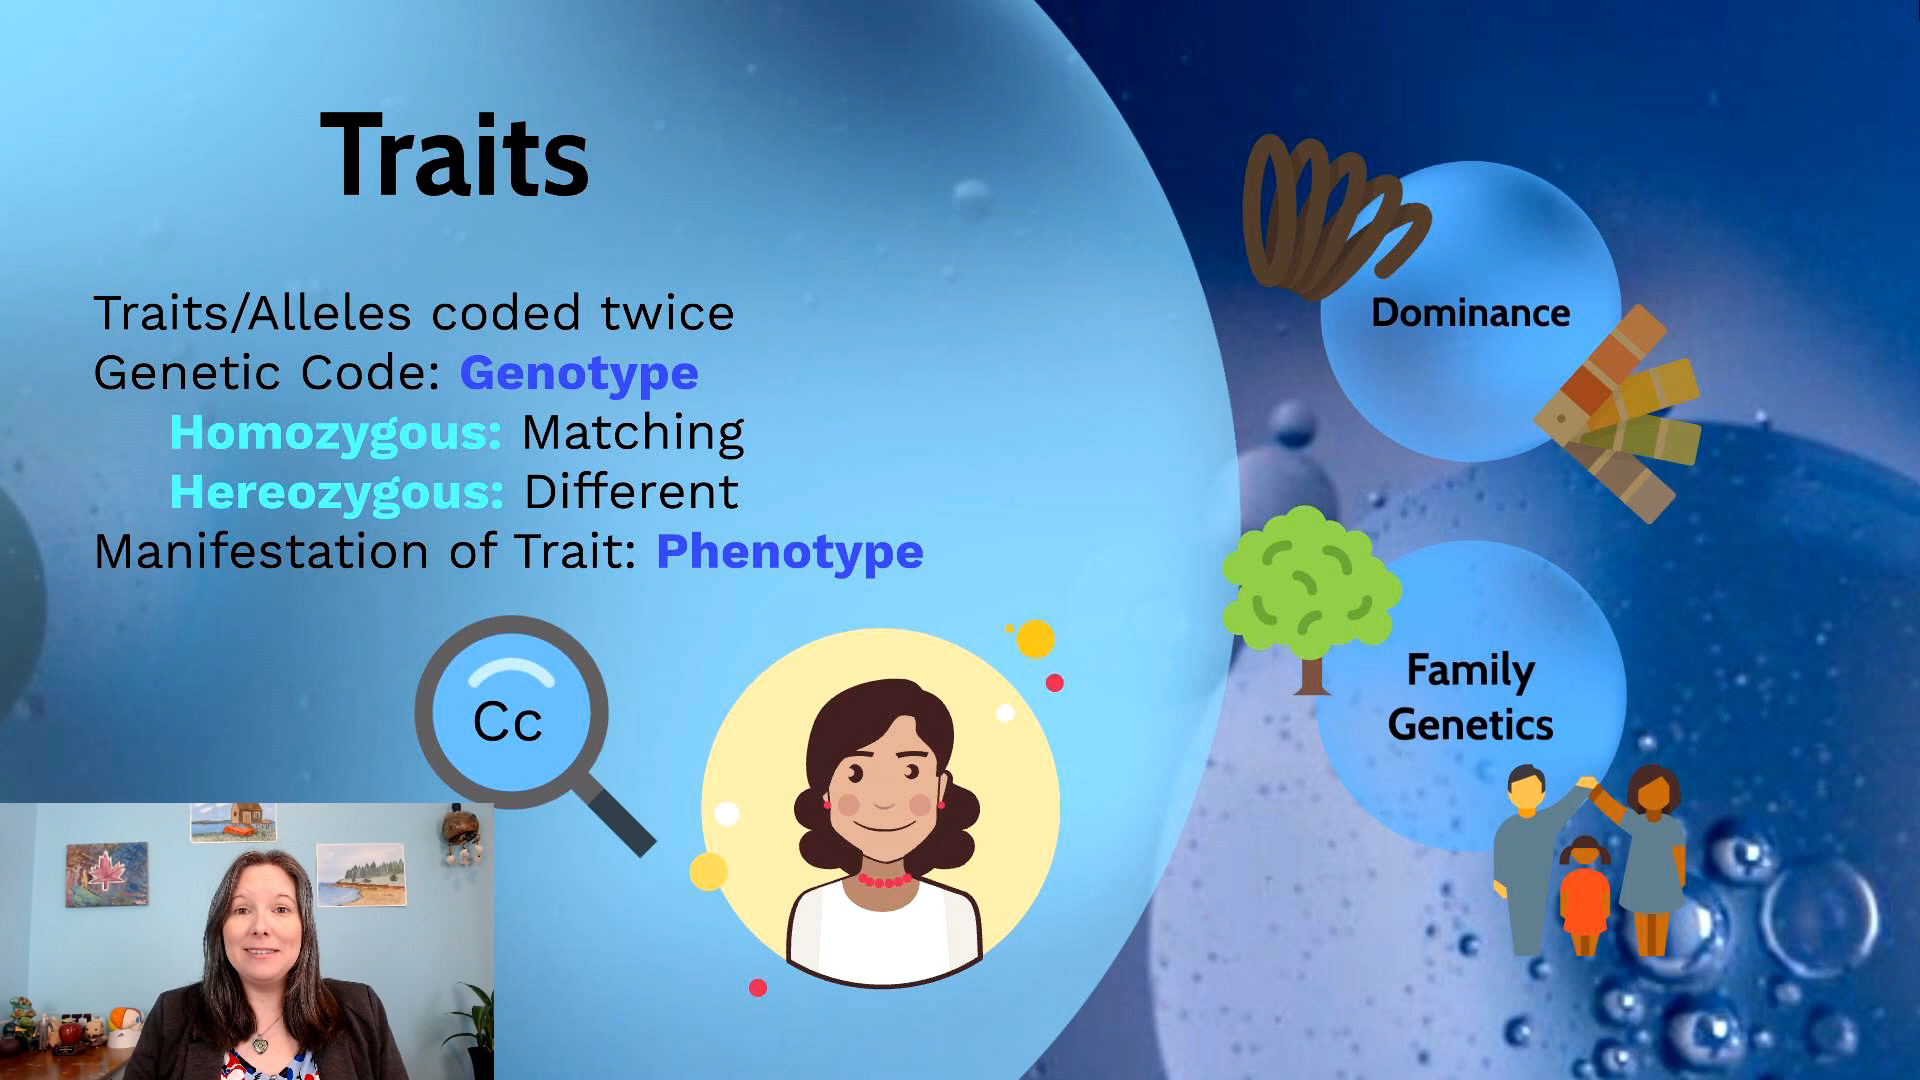 Traits
Traits/Alleles coded twice
Genetic Code: Genotype
Homozygous: Matching
Hereozygous: Different
Manifestation of Trait: Phenotype
Cc
Dominance
Family
Genetics